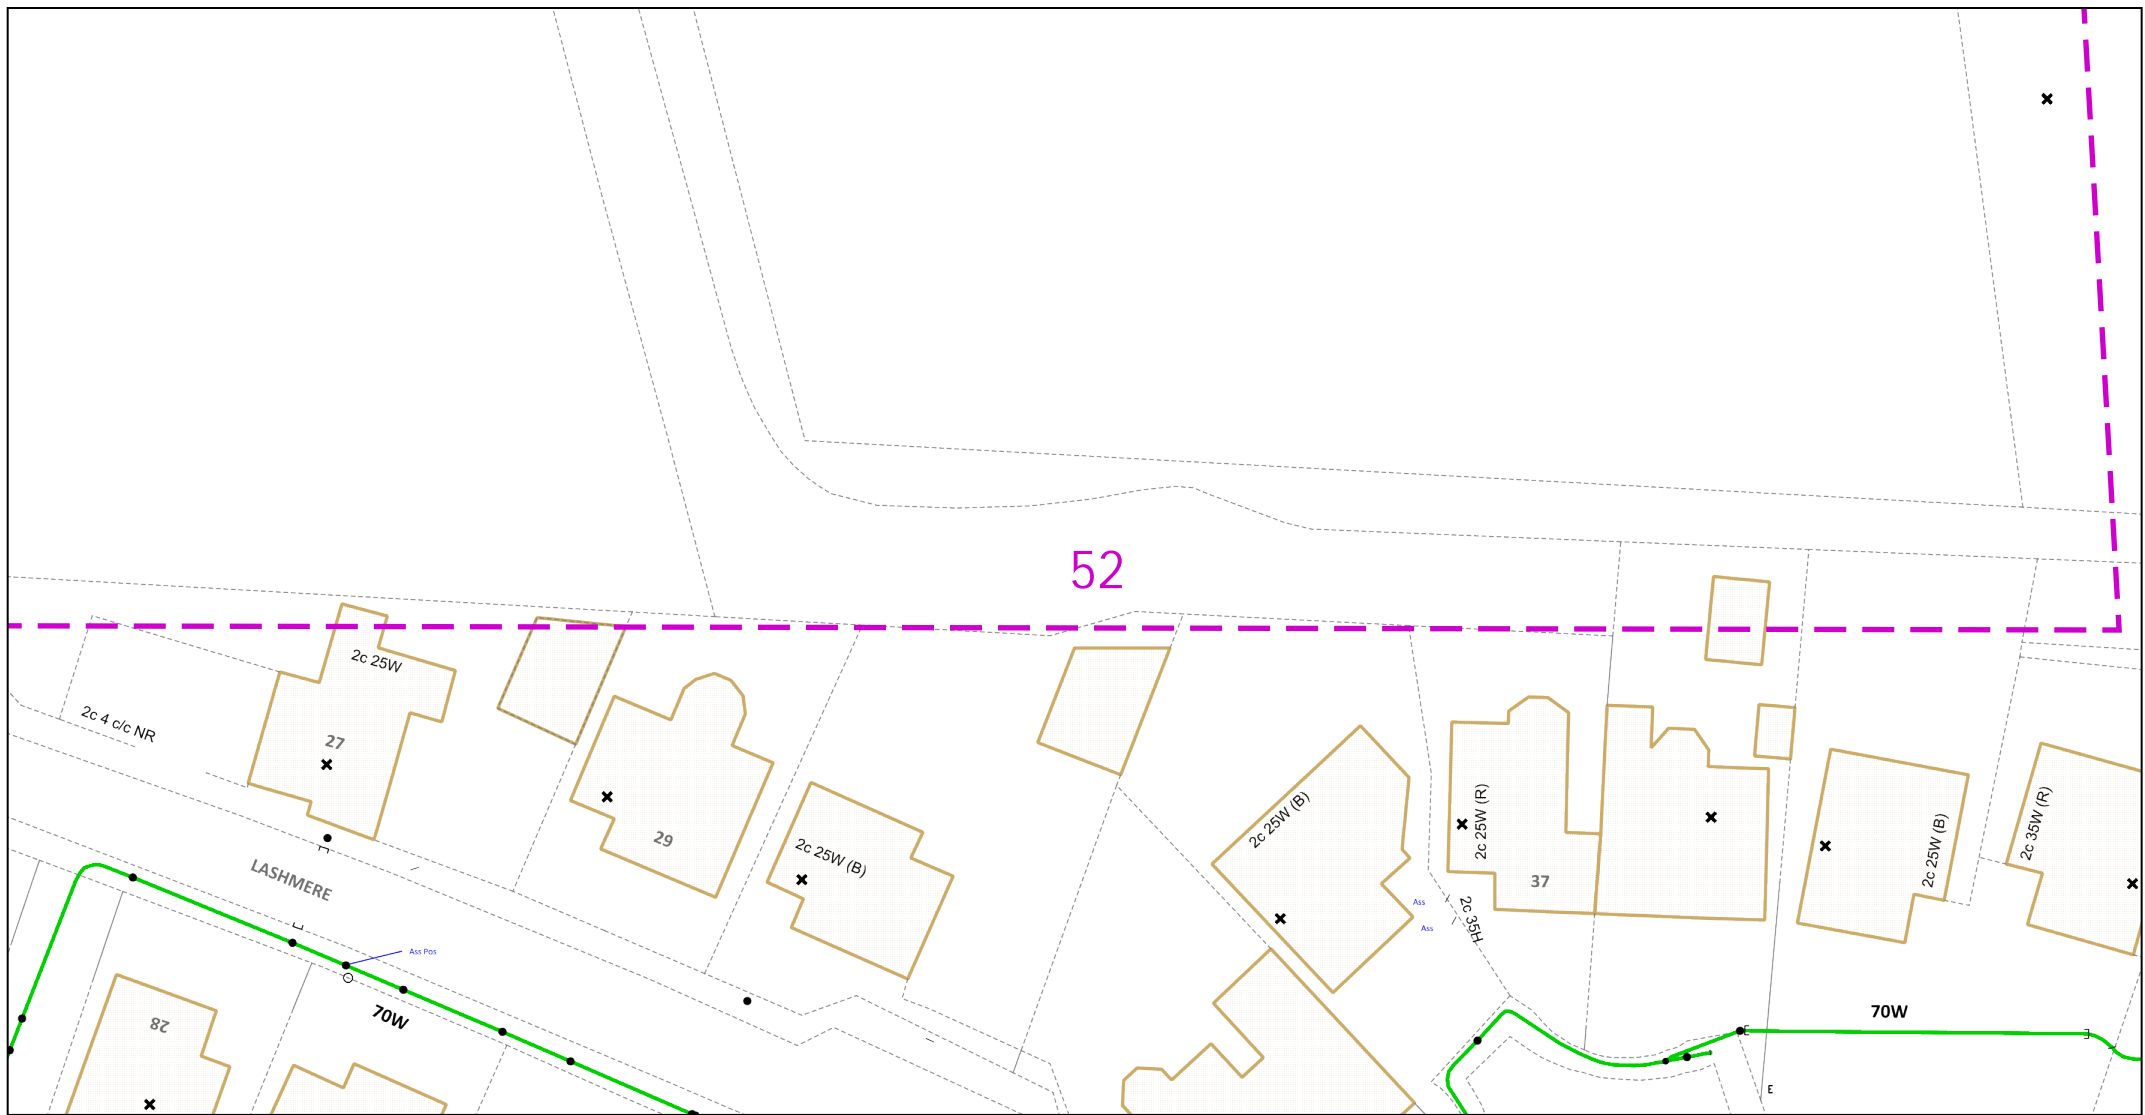 52
2c 25W
2c 4 c/c NR
27
29
2c 25W (B)
LASHMERE
Ass Pos
70W
28
2c 25W (B)
Ass
Ass
2c 35H
2c 25W (R)
37
2c 25W (B)
2c 35W (R)
70W
E